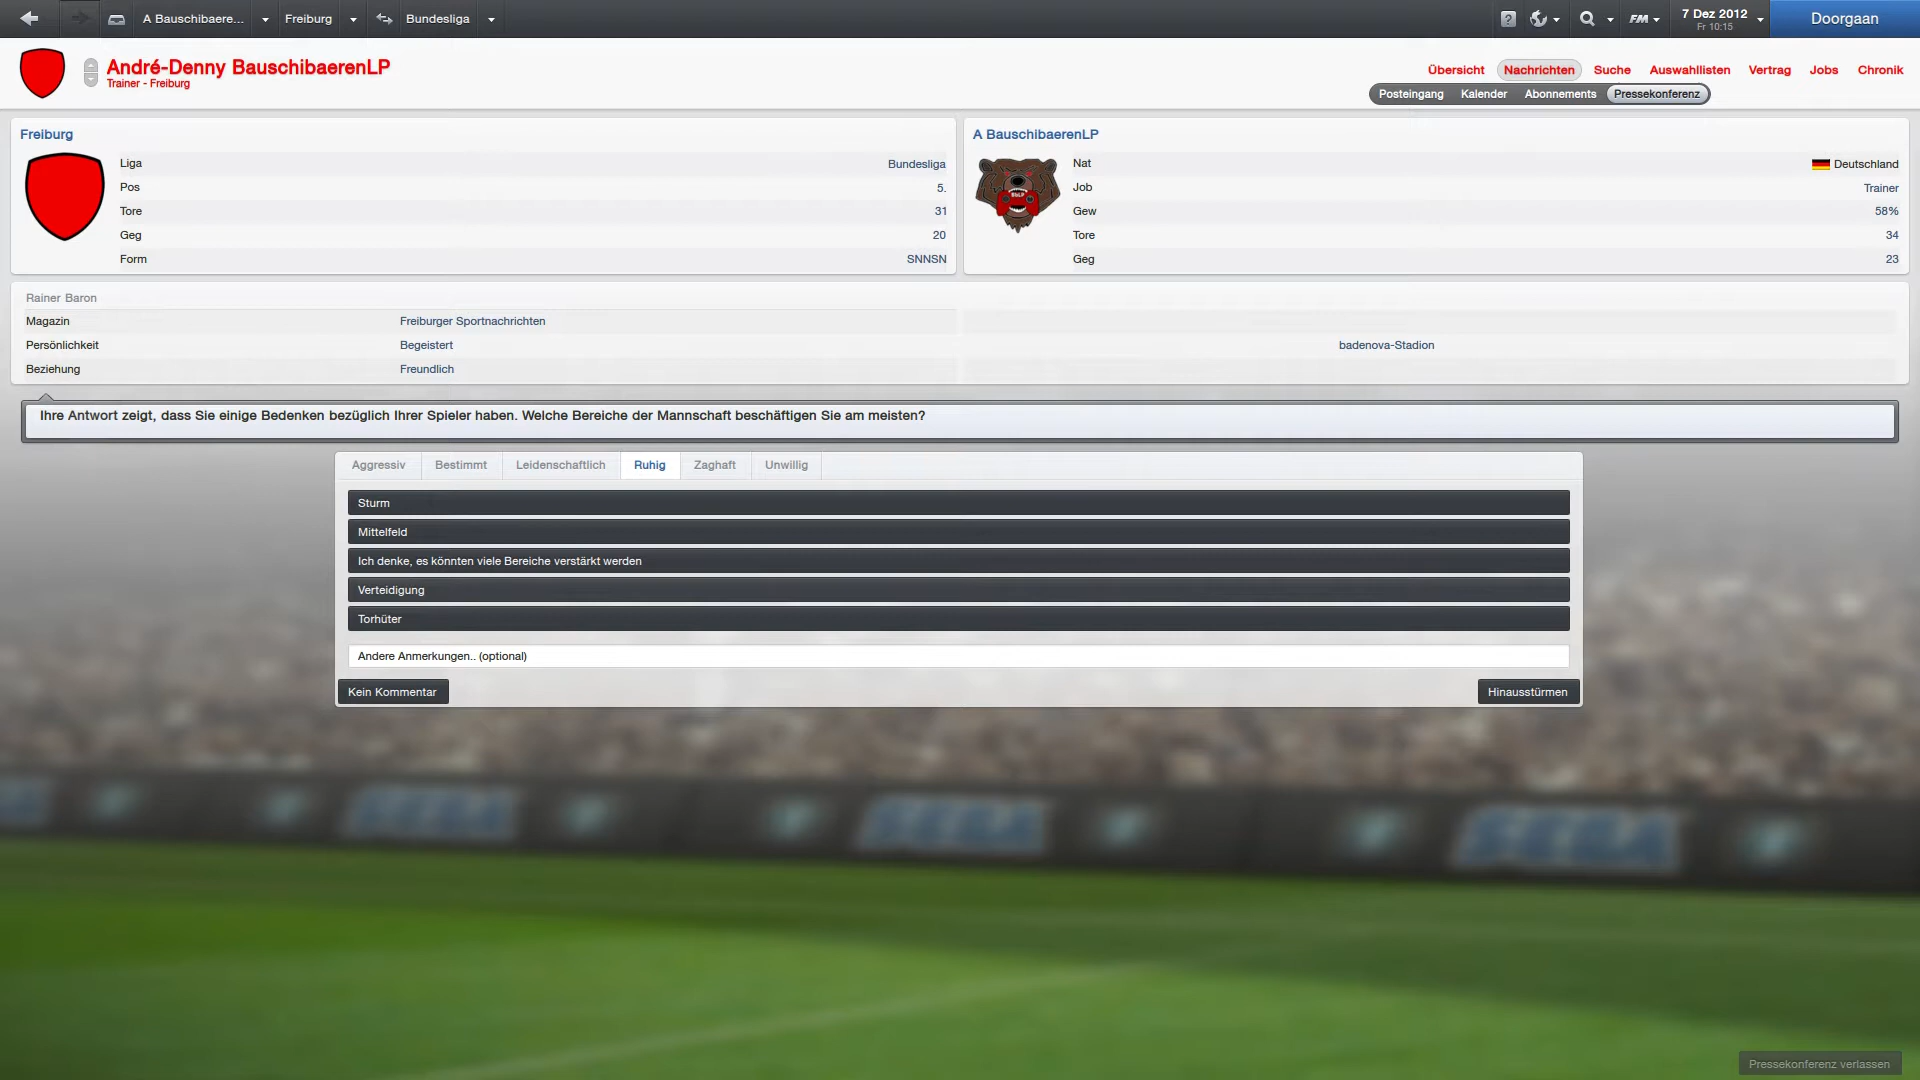 A Bauschibaere...
Freiburg
Bundesliga
FM
7 Dez 2012
Fr 10:15
Doorgaan
André-Denny BauschibaerenLP
Trainer - Freiburg
Übersicht
Nachrichten
Suche
Auswahllisten
Vertrag
Jobs
Chronik
Posteingang
Kalender
Abonnements
Pressekonferenz
Freiburg
Liga Bundesliga
Pos 5.
Tore 31
Geg 20
Form SNNSN
A BauschibaerenLP
Nat Deutschland
Job Trainer
Gew 58%
Tore 34
Geg 23
Rainer Baron
Magazin Freiburger Sportnachrichten
Persönlichkeit Begeistert
badenova-Stadion
Beziehung Freundlich
Ihre Antwort zeigt, dass Sie einige Bedenken bezüglich Ihrer Spieler haben. Welche Bereiche der Mannschaft beschäftigen Sie am meisten?
Aggressiv
Bestimmt
Leidenschaftlich
Ruhig
Zaghaft
Unwillig
Sturm
Mittelfeld
Ich denke, es könnten viele Bereiche verstärkt werden
Verteidigung
Torhüter
Andere Anmerkungen.. (optional)
Kein Kommentar
Hinausstürmen
SEGA
SEGA
SEGA
Pressekonferenz verlassen